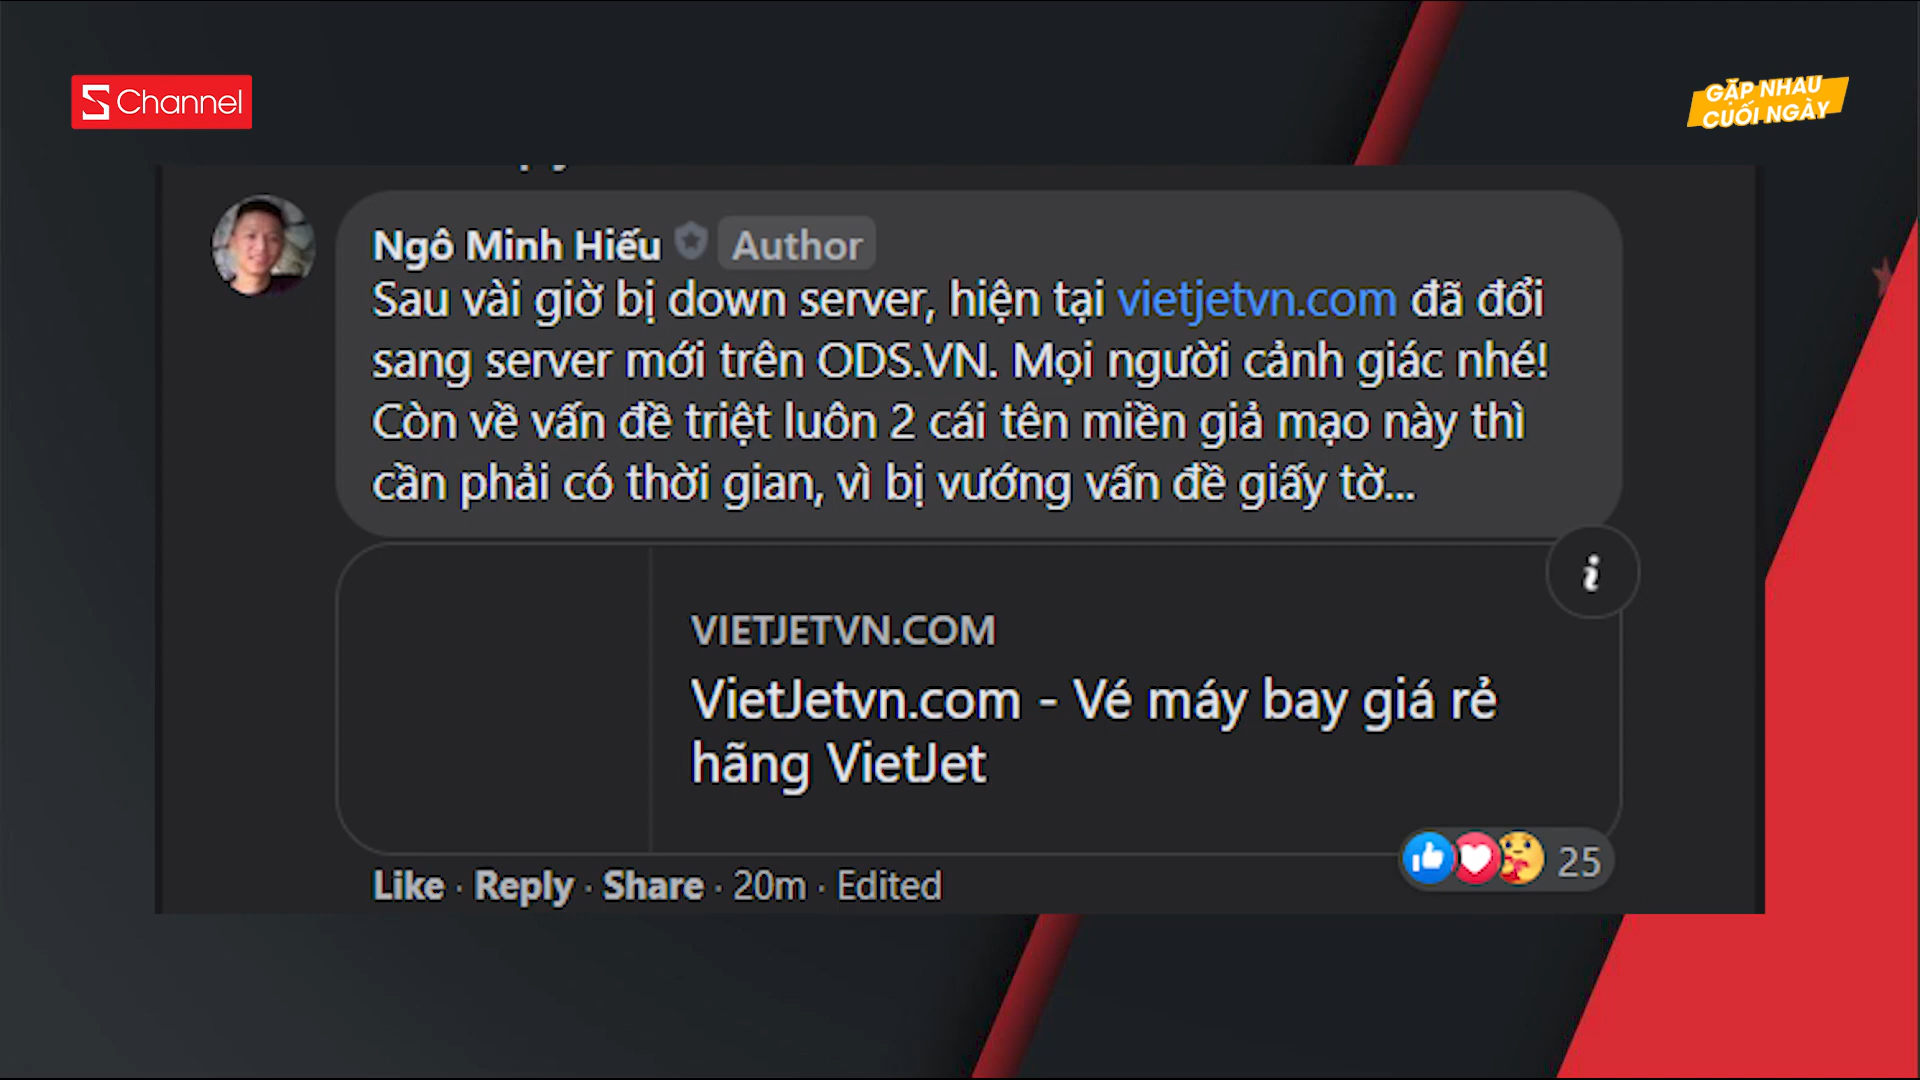 S Channel
GẶP NHAU
CUỐI NGÀY
Ngô Minh Hiếu Author
Sau vài giờ bị down server, hiện tại vietjetvn.com đã đổi
sang server mới trên ODS.VN. Mọi người cảnh giác nhé!
Còn về vấn đề triệt luôn 2 cái tên miền giả mạo này thì
cần phải có thời gian, vì bị vướng vấn đề giấy tờ...
VIETJETVN.COM
VietJetvn.com - Vé máy bay giá rẻ
hãng VietJet
25
Like · Reply · Share · 20m · Edited